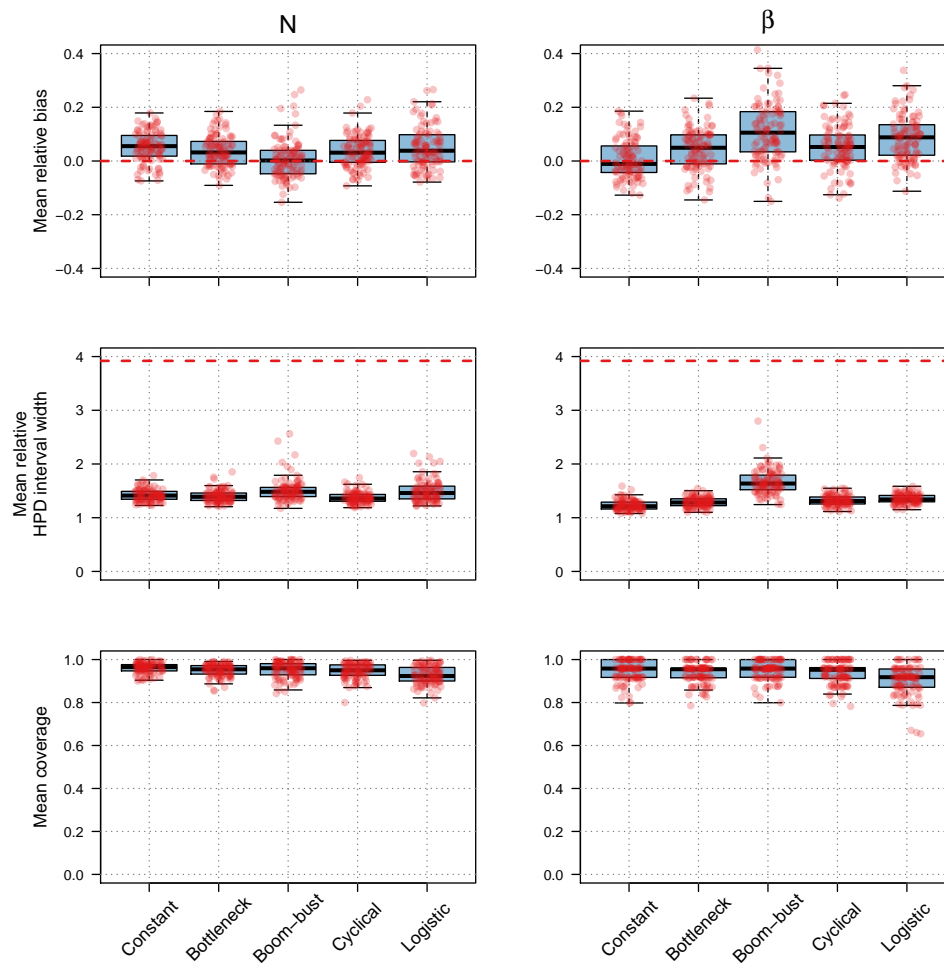 N
β
Mean relative bias
0.4
0.2
0.0
−0.2
−0.4
0.4
0.2
0.0
−0.2
−0.4
Mean relative
HPD interval width
4
3
2
1
0
4
3
2
1
0
Mean coverage
1.0
0.8
0.6
0.4
0.2
0.0
1.0
0.8
0.6
0.4
0.2
0.0
Constant
Bottleneck
Boom−bust
Cyclical
Logistic
Constant
Bottleneck
Boom−bust
Cyclical
Logistic